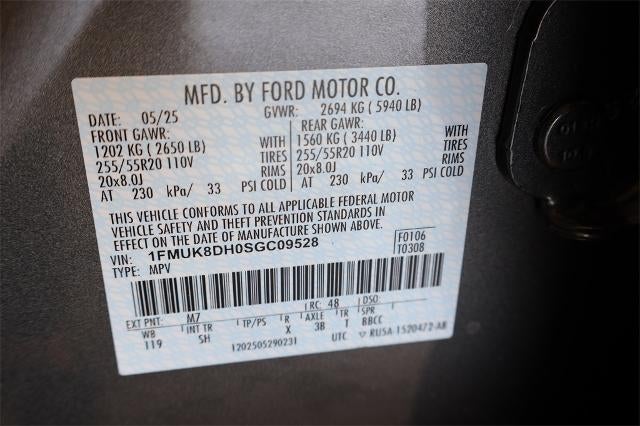 MFD. BY FORD MOTOR CO.
DATE: 05/25 GVWR: 2694 KG ( 5940 LB)
FRONT GAWR: REAR GAWR:
1202 KG ( 2650 LB) WITH 1560 KG ( 3440 LB) WITH
255/55R20 110V TIRES 255/55R20 110V TIRES
20x8.0J RIMS 20x8.0J RIMS
AT 230 kPa/ 33 PSI COLD AT 230 kPa/ 33 PSI COLD
THIS VEHICLE CONFORMS TO ALL APPLICABLE FEDERAL MOTOR
VEHICLE SAFETY AND THEFT PREVENTION STANDARDS IN
EFFECT ON THE DATE OF MANUFACTURE SHOWN ABOVE.
VIN: 1FMUK8DH0SGC09528 F0106
TYPE: MPV T0308
EXT PNT: M7 RC: 48 DSO:
WB INT TR TP/PS R AXLE TR SPR
119 SH X 3B T BBCC
1202505290231 UTC RU5A-1520472-AB